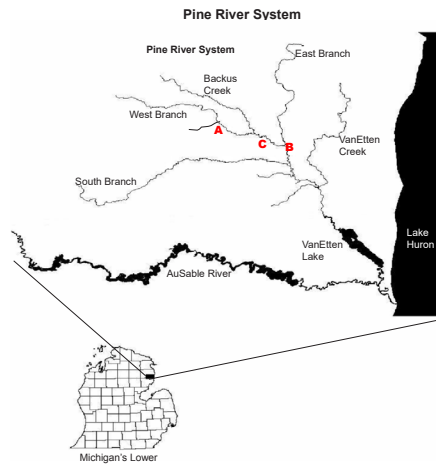 Pine River System
Pine River System
East Branch
Backus
Creek
West Branch
A
C
B
VanEtten
Creek
South Branch
VanEtten
Lake
Lake
Huron
AuSable River
Michigan's Lower